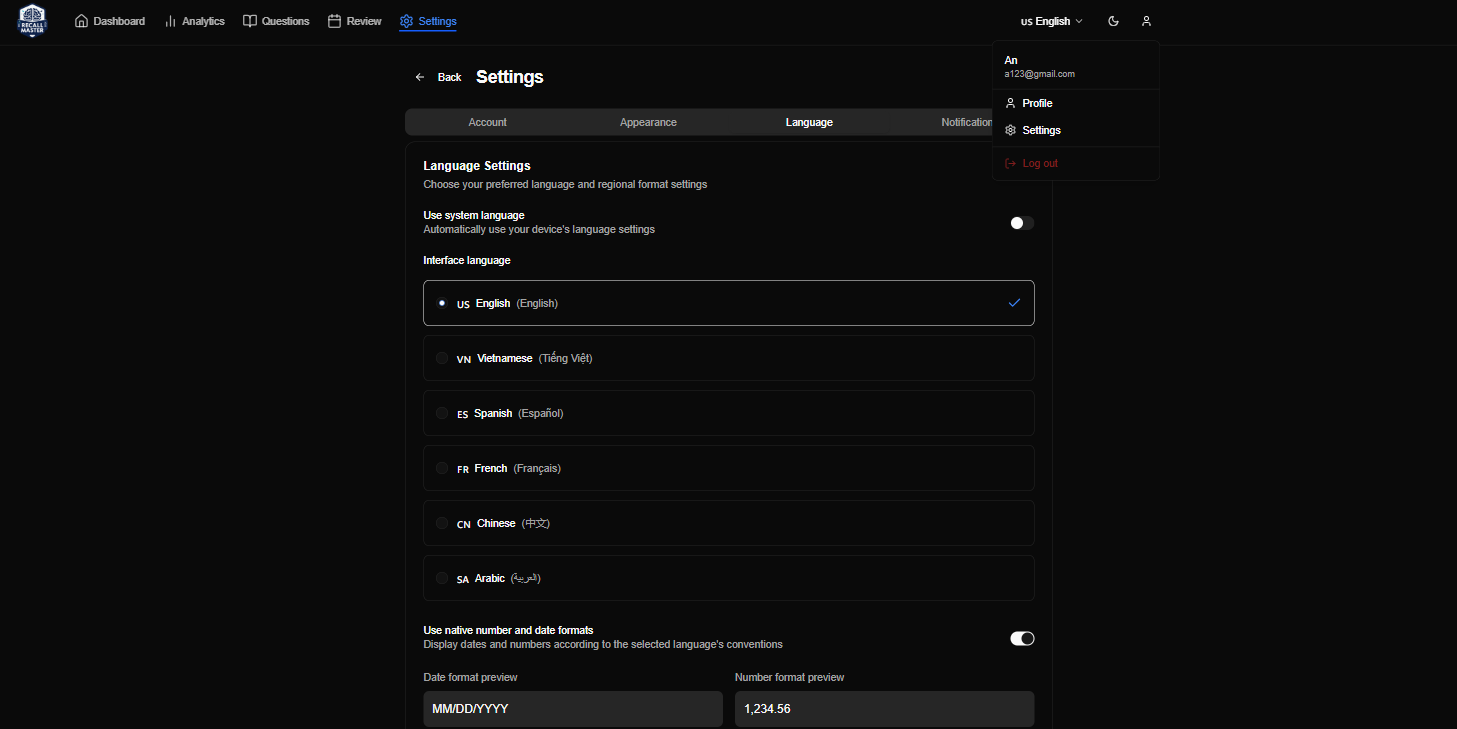 RECALL
MASTER
Dashboard
Analytics
Questions
Review
Settings
US English
An
a123@gmail.com
Profile
Settings
Log out
Back
Settings
Account
Appearance
Language
Notification
Language Settings
Choose your preferred language and regional format settings
Use system language
Automatically use your device's language settings
Interface language
US English (English)
VN Vietnamese (Tiếng Việt)
ES Spanish (Español)
FR French (Français)
CN Chinese (中文)
SA Arabic (العربية)
Use native number and date formats
Display dates and numbers according to the selected language's conventions
Date format preview
Number format preview
MM/DD/YYYY
1,234.56